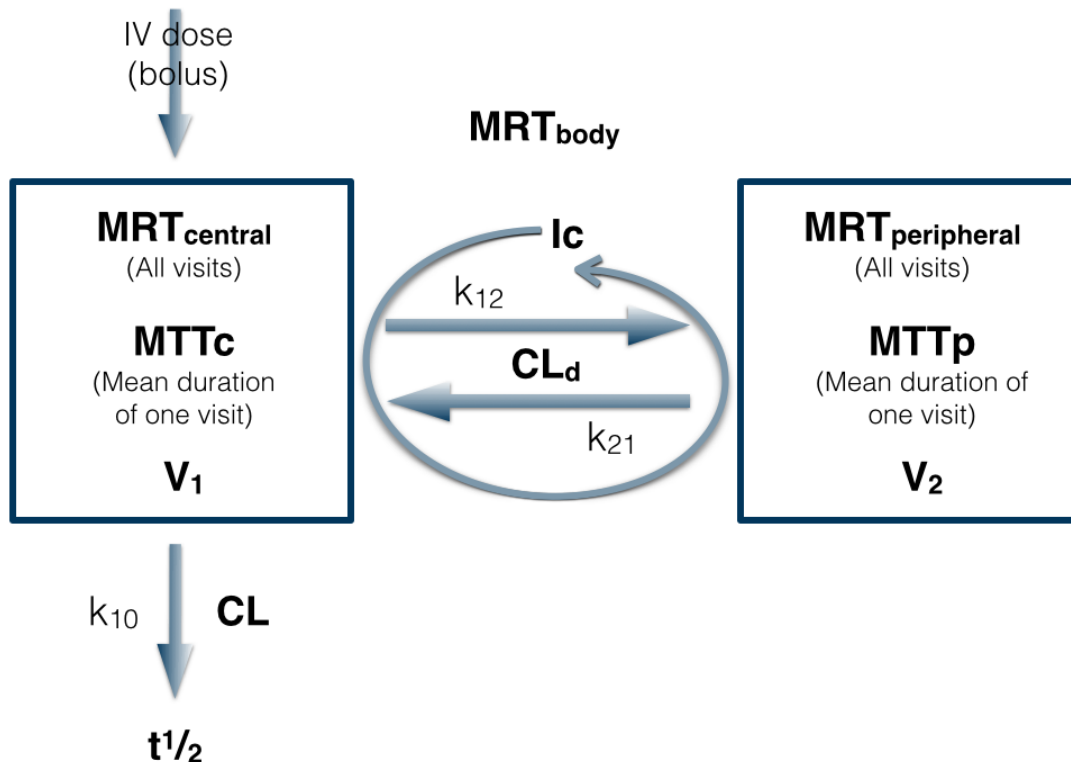 IV dose
(bolus)
MRTbody
MRTcentral
(All visits)
MTTc
(Mean duration
of one visit)
V1
Ic
k12
CLd
k21
MRTperipheral
(All visits)
MTTp
(Mean duration of
one visit)
V2
k10
CL
t1/2